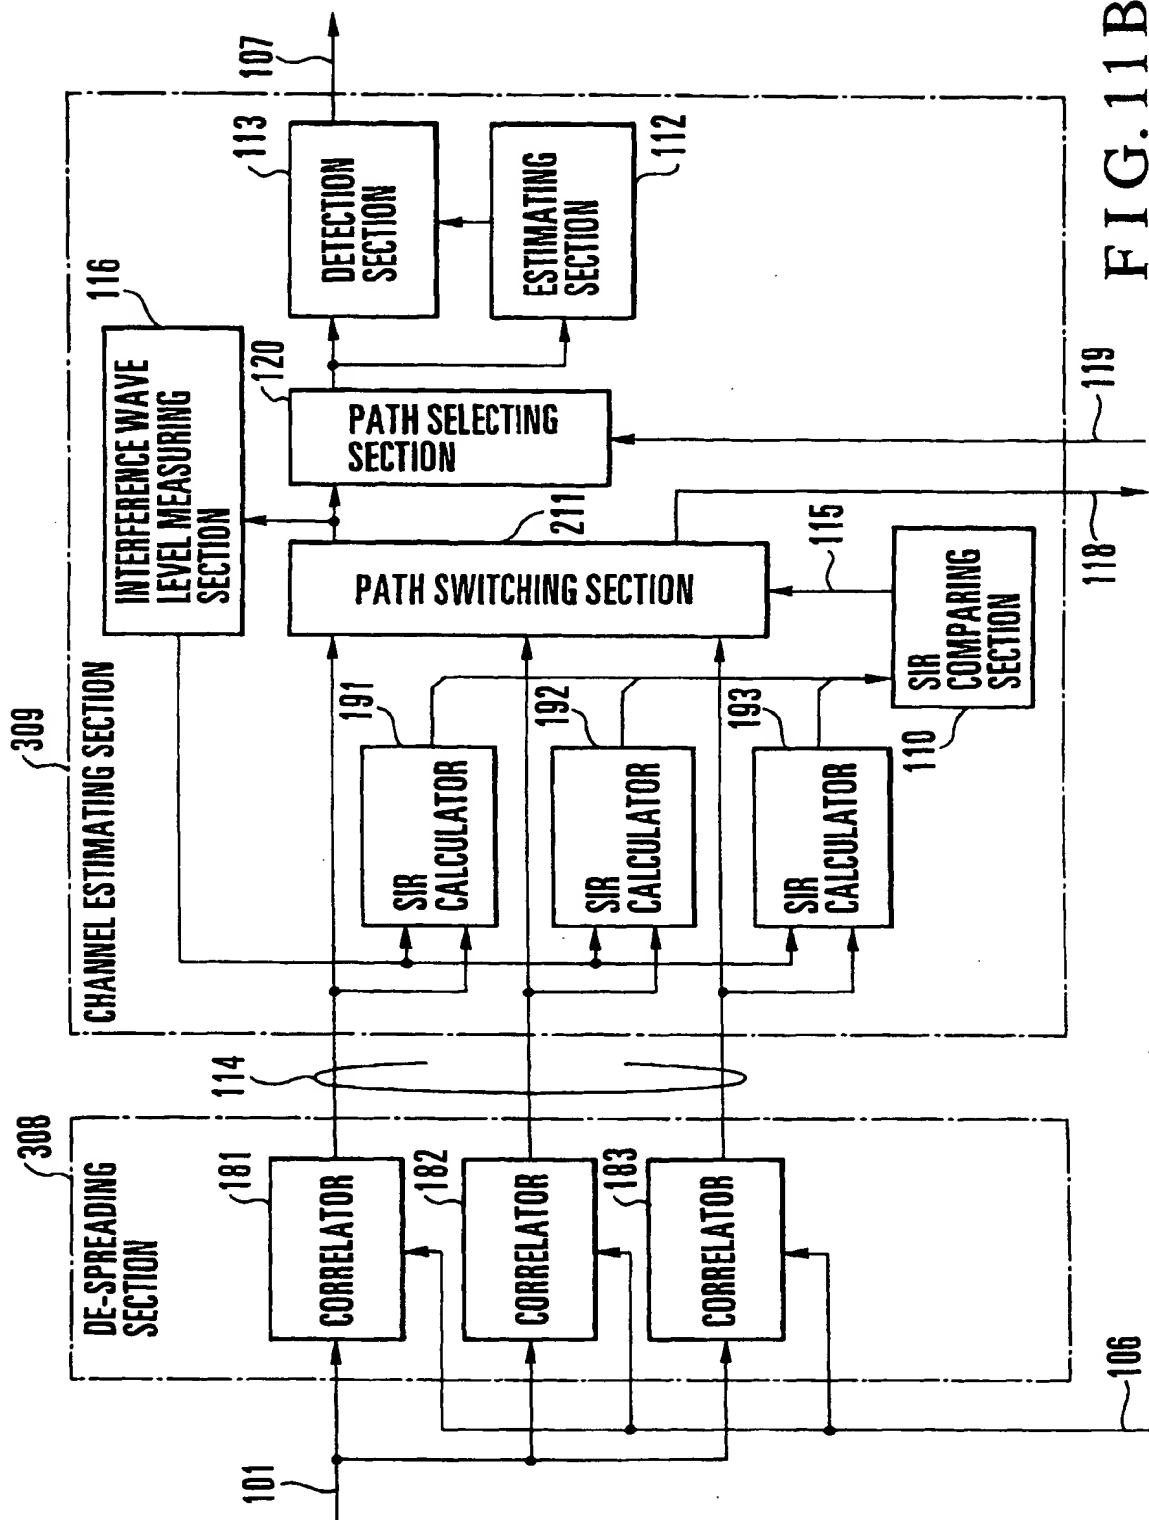 309
CHANNEL ESTIMATING SECTION
116
INTERFERENCE WAVE
LEVEL MEASURING
SECTION
113
DETECTION
SECTION
107
ESTIMATING
SECTION
112
120
PATH SELECTING
SECTION
211
PATH SWITCHING SECTION
191
SIR
CALCULATOR
192
SIR
CALCULATOR
193
SIR
CALCULATOR
115
SIR
COMPARING
SECTION
110
118
119
308
DE-SPREADING
SECTION
114
181
CORRELATOR
182
CORRELATOR
183
CORRELATOR
101
106
FIG. 11B